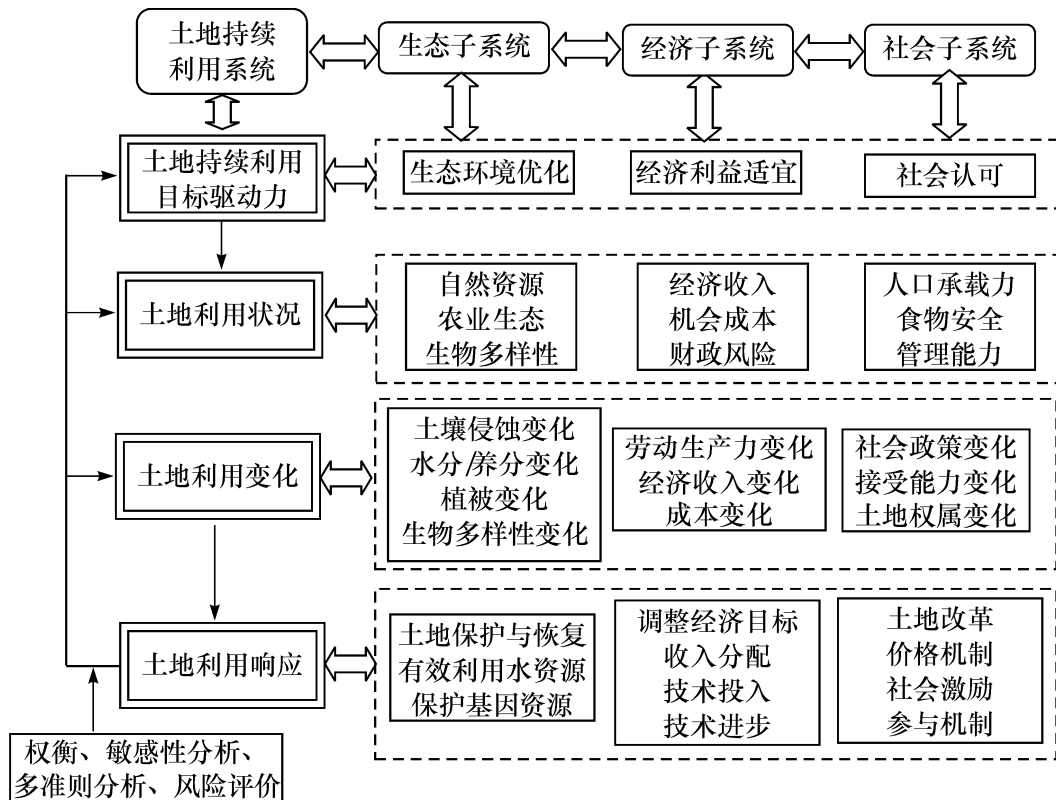 土地持续
利用系统
生态子系统
经济子系统
社会子系统
土地持续利用
目标驱动力
生态环境优化
经济利益适宜
社会认可
土地利用状况
自然资源
农业生态
生物多样性
经济收入
机会成本
财政风险
人口承载力
食物安全
管理能力
土地利用变化
土壤侵蚀变化
水分/养分变化
植被变化
生物多样性变化
劳动生产力变化
经济收入变化
成本变化
社会政策变化
接受能力变化
土地权属变化
土地利用响应
土地保护与恢复
有效利用水资源
保护基因资源
调整经济目标
收入分配
技术投入
技术进步
土地改革
价格机制
社会激励
参与机制
权衡、敏感性分析、
多准则分析、风险评价